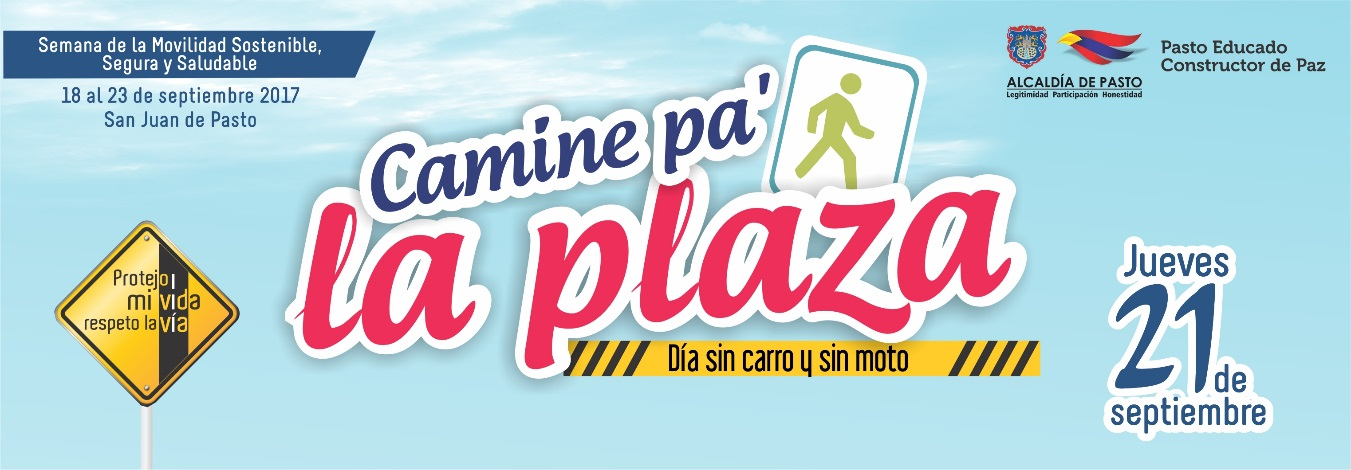 Semana de la Movilidad Sostenible,
Segura y Saludable
18 al 23 de septiembre 2017
San Juan de Pasto
ALCALDÍA DE PASTO
Legitimidad Participación Honestidad
Pasto Educado
Constructor de Paz
Camine pa'
la plaza
Día sin carro y sin moto
Protejo
mi vida
respeto la vía
Jueves
21 de
septiembre